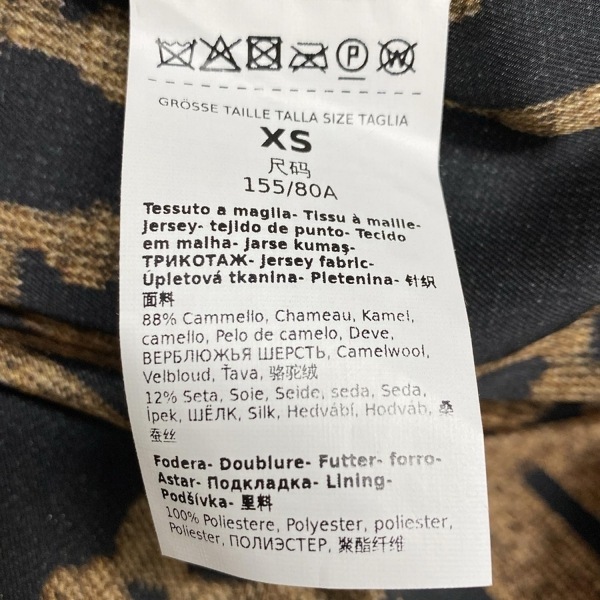 GRÖSSE TAILLE TALLA SIZE TAGLIA
XS
尺码
155/80A
Tessuto a maglia- Tissu à maille-
Jersey- tejido de punto- Tecido
em malha- Jarse kumaş-
ТРИКОТАЖ- Jersey fabric-
Úpletová tkanina- Pletenina- 针织
面料
88% Cammello, Chameau, Kamel,
camello, Pelo de camelo, Deve,
ВЕРБЛЮЖЬЯ ШЕРСТЬ, Camelwool,
Velbloud, Ťava, 骆驼绒
12% Seta, Soie, Seide, seda, Seda,
İpek, ШЁЛК, Silk, Hedvábí, Hodváb, 桑
蚕丝
Fodera- Doublure- Futter- forro-
Astar- Подкладка- Lining-
Podšívka- 里料
100% Poliestere, Polyester, poliester,
Poliester, ПОЛИЭСТЕР, 聚酯纤维